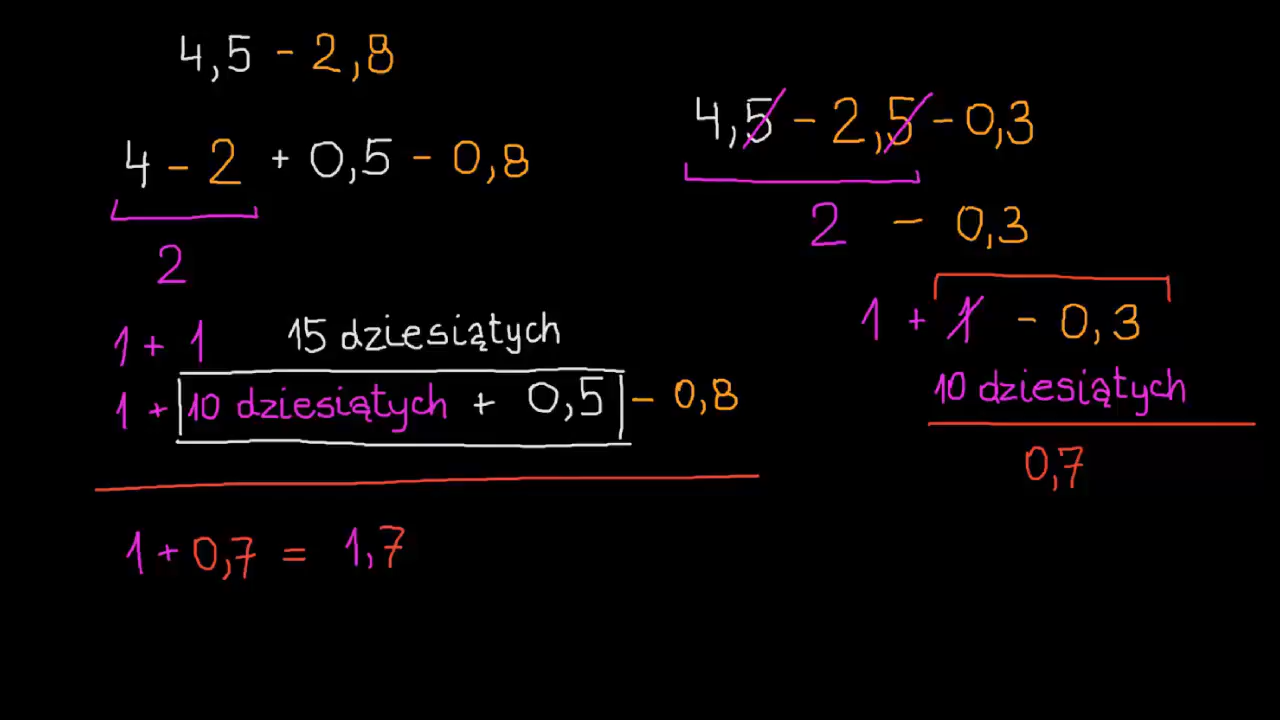 4,5 - 2,8
4 - 2 + 0,5 - 0,8
2
1 + 1
15 dziesiątych
1 + 10 dziesiątych + 0,5 - 0,8
1 + 0,7 = 1,7
4,5 - 2,5 - 0,3
2 - 0,3
1 + 1 - 0,3
10 dziesiątych
0,7